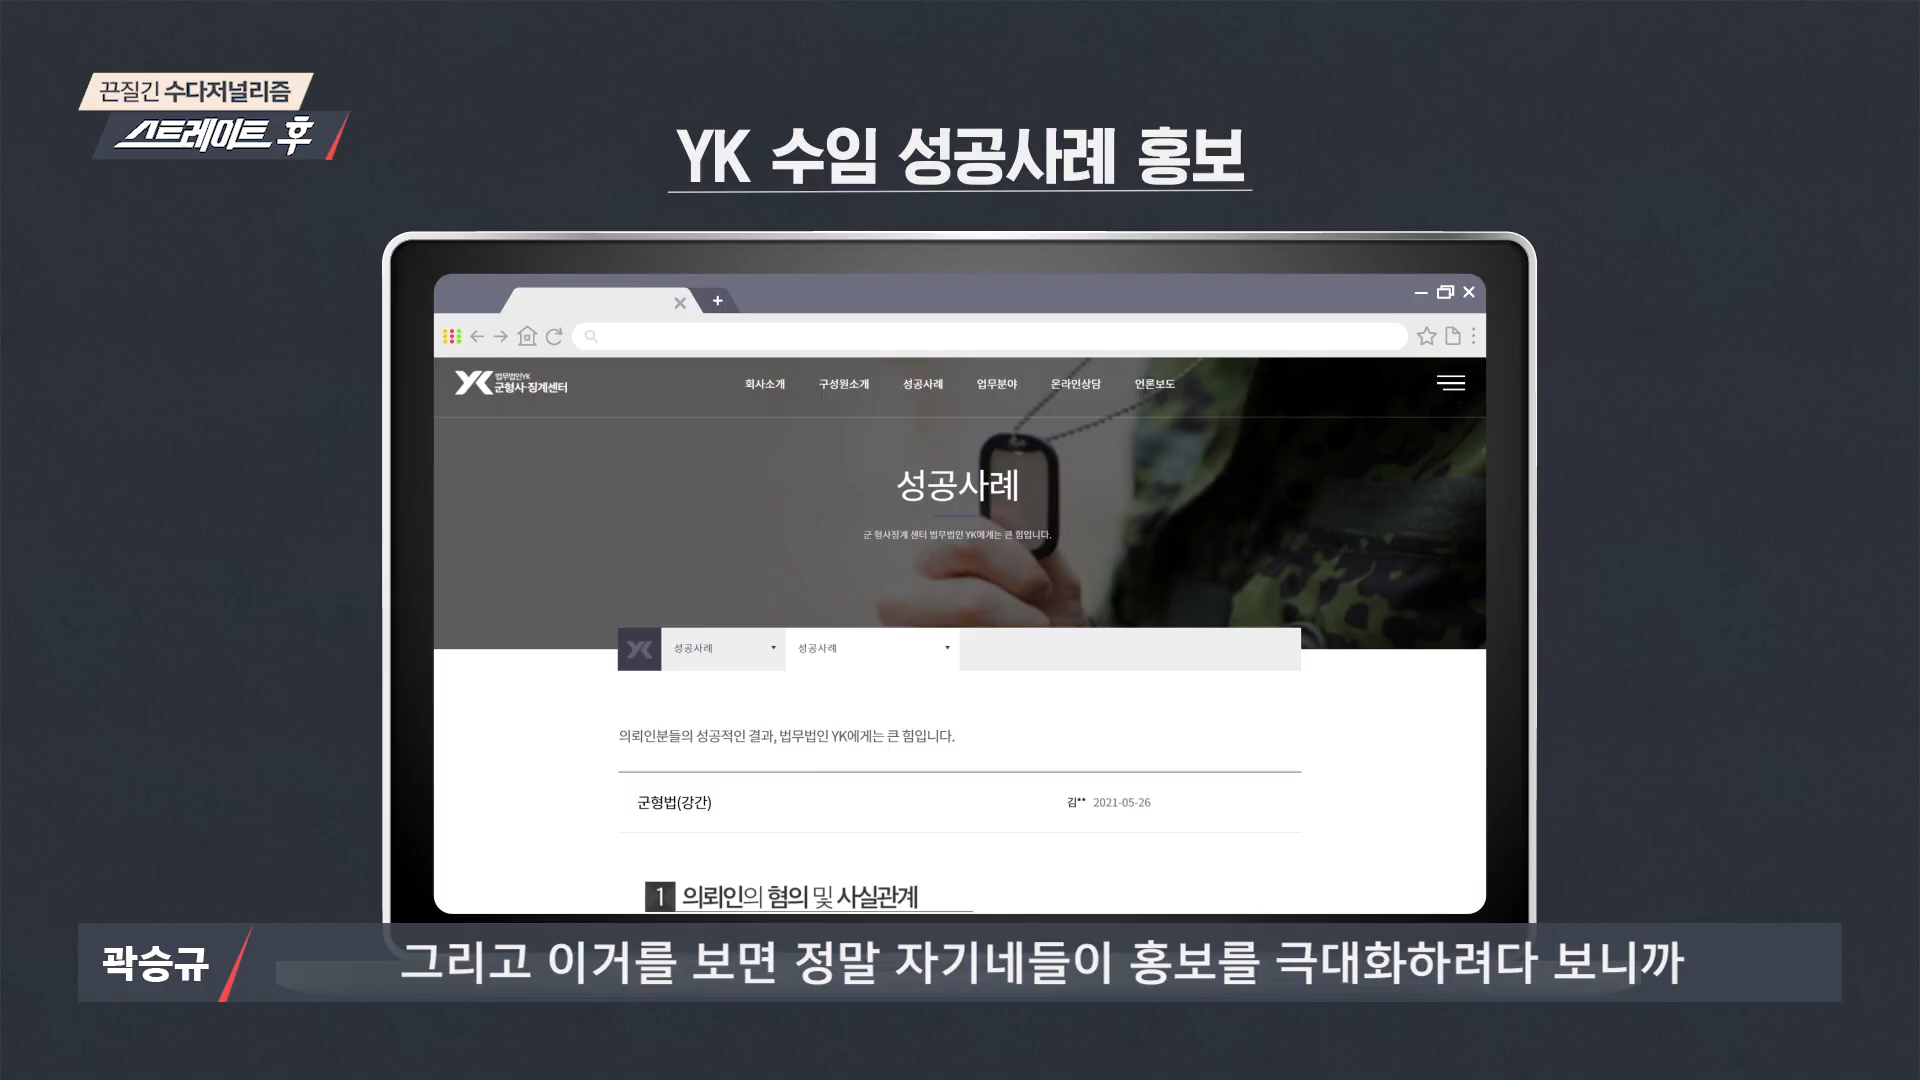 끈질긴 수다저널리즘
스트레이트 후
YK 수임 성공사례 홍보
YK 법무법인YK
군형사·징계센터
회사소개 구성원소개 성공사례 업무분야 온라인상담 언론보도
성공사례
군 형사징계 센터 법무법인 YK에게는 큰 힘입니다.
YK 성공사례 성공사례
의뢰인분들의 성공적인 결과, 법무법인 YK에게는 큰 힘입니다.
군형법(강간) 김** 2021-05-26
1 의뢰인의 혐의 및 사실관계
곽승규 그리고 이거를 보면 정말 자기네들이 홍보를 극대화하려다 보니까